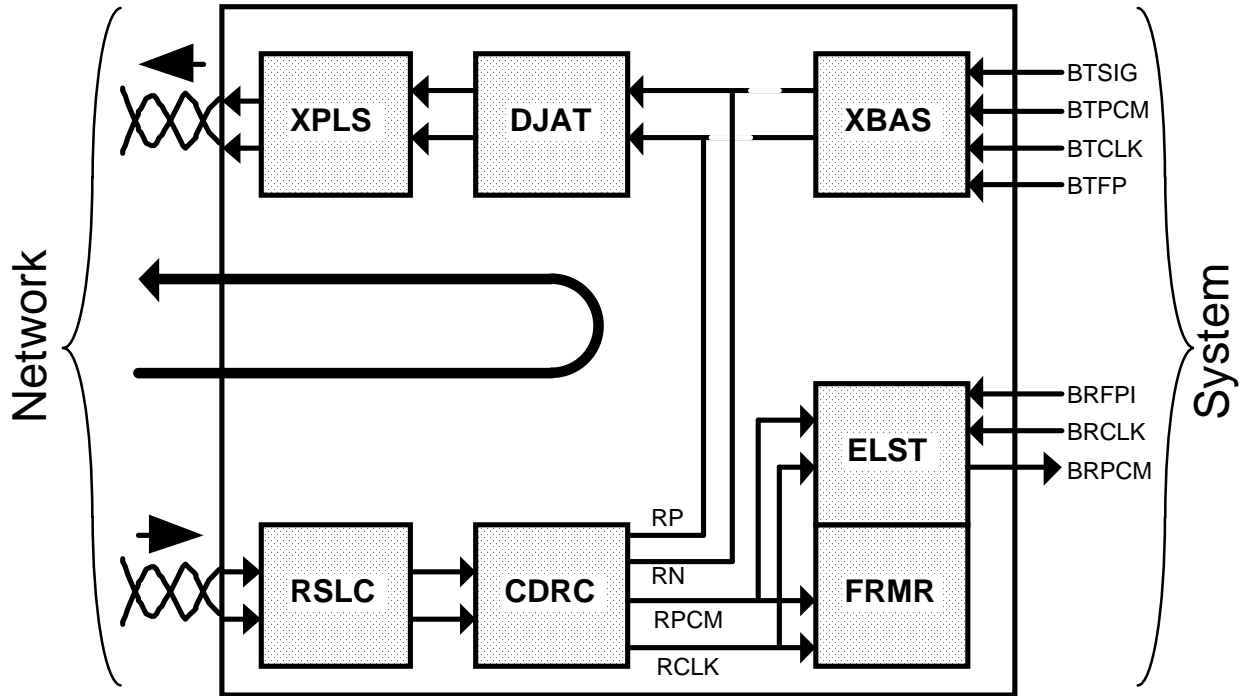 XPLS
DJAT
XBAS
BTSIG
BTPCM
BTCLK
BTFP
Network
System
BRFPI
BRCLK
BRPCM
ELST
RP
RN
RPCM
RCLK
RSLC
CDRC
FRMR